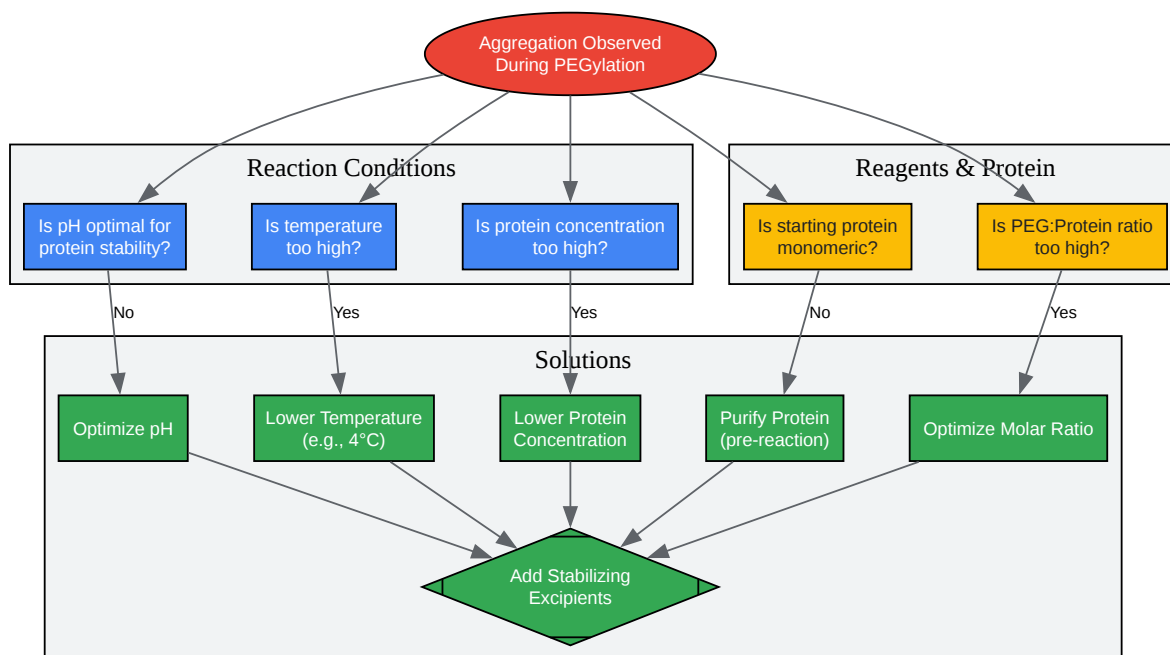 Aggregation Observed
During PEGylation
Reaction Conditions
Reagents & Protein
Is pH optimal for
protein stability?
Is temperature
too high?
Is protein concentration
too high?
Is starting protein
monomeric?
Is PEG:Protein ratio
too high?
No
Yes
Yes
No
Yes
Solutions
Optimize pH
Lower Temperature
(e.g., 4°C)
Lower Protein
Concentration
Purify Protein
(pre-reaction)
Optimize Molar Ratio
Add Stabilizing
Excipients